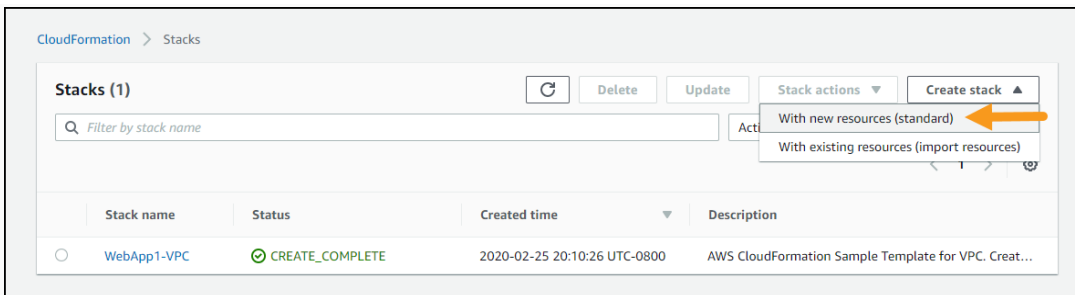 CloudFormation > Stacks
Stacks (1)
Delete
Update
Stack actions
Create stack
Filter by stack name
With new resources (standard)
With existing resources (import resources)
Stack name Status Created time Description
WebApp1-VPC CREATE_COMPLETE 2020-02-25 20:10:26 UTC-0800 AWS CloudFormation Sample Template for VPC. Creat...